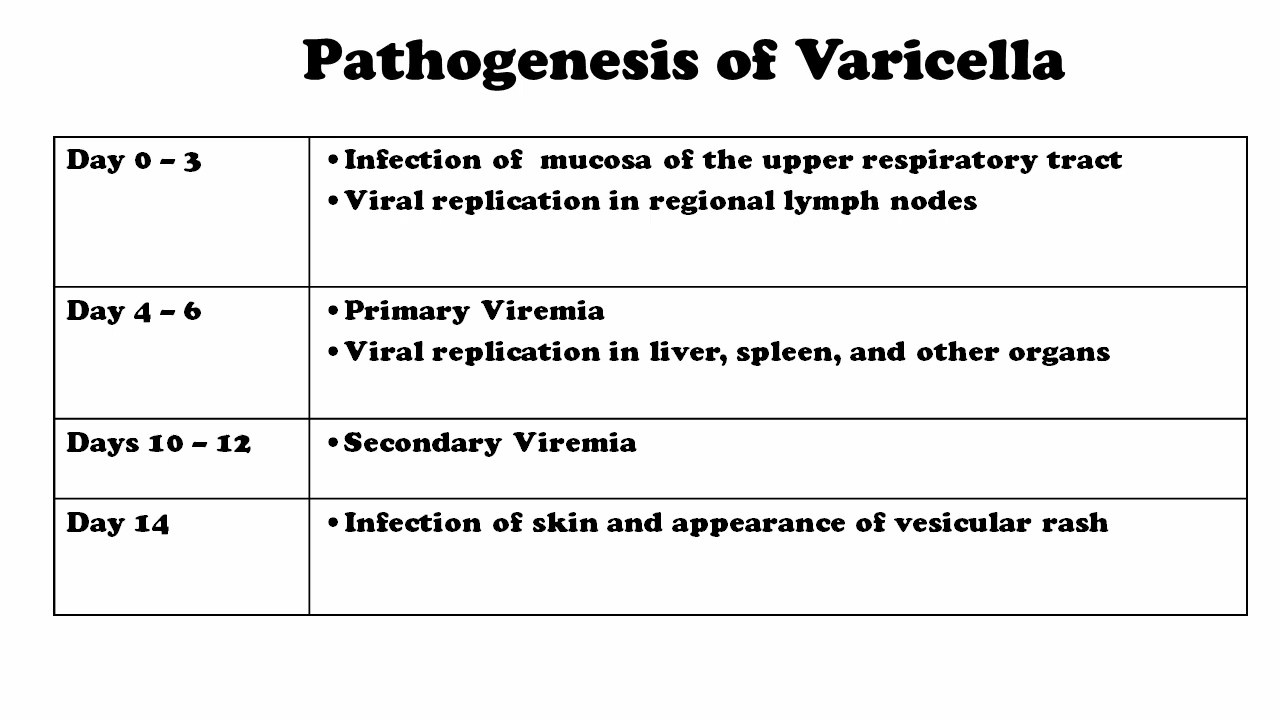 Pathogenesis of Varicella
Day 0 – 3
• Infection of mucosa of the upper respiratory tract
• Viral replication in regional lymph nodes
Day 4 – 6
• Primary Viremia
• Viral replication in liver, spleen, and other organs
Days 10 – 12
• Secondary Viremia
Day 14
• Infection of skin and appearance of vesicular rash